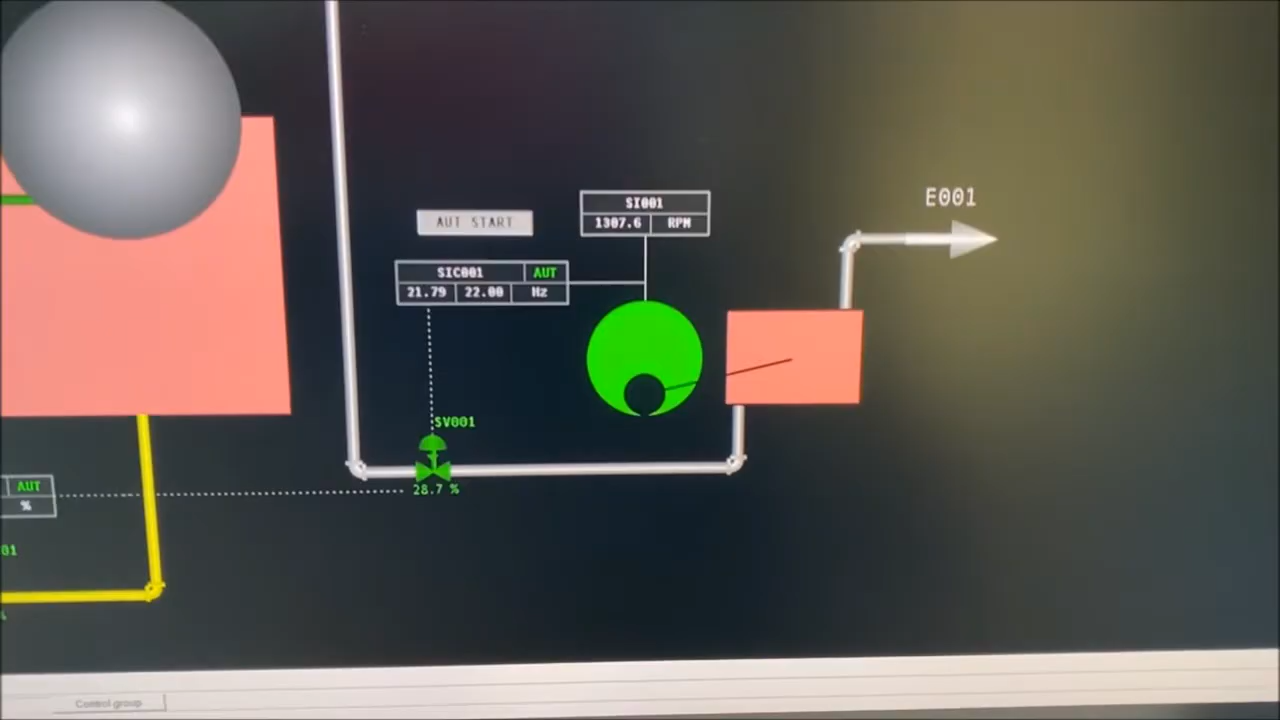 E001
SI001
1307.6 RPM
AUT START
SIC001 AUT
21.79 22.00 Hz
SV001
28.7 %
AUT
%
01
Control group